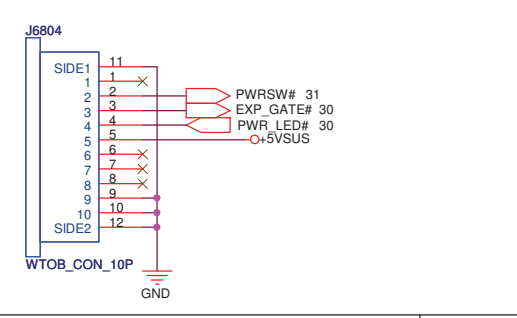 J6804
SIDE1 11
1 1
2 2 PWRSW# 31
3 3 EXP_GATE# 30
4 4 PWR_LED# 30
5 5 +5VSUS
6 6
7 7
8 8
9 9
10 10
SIDE2 12
WTOB_CON_10P
GND